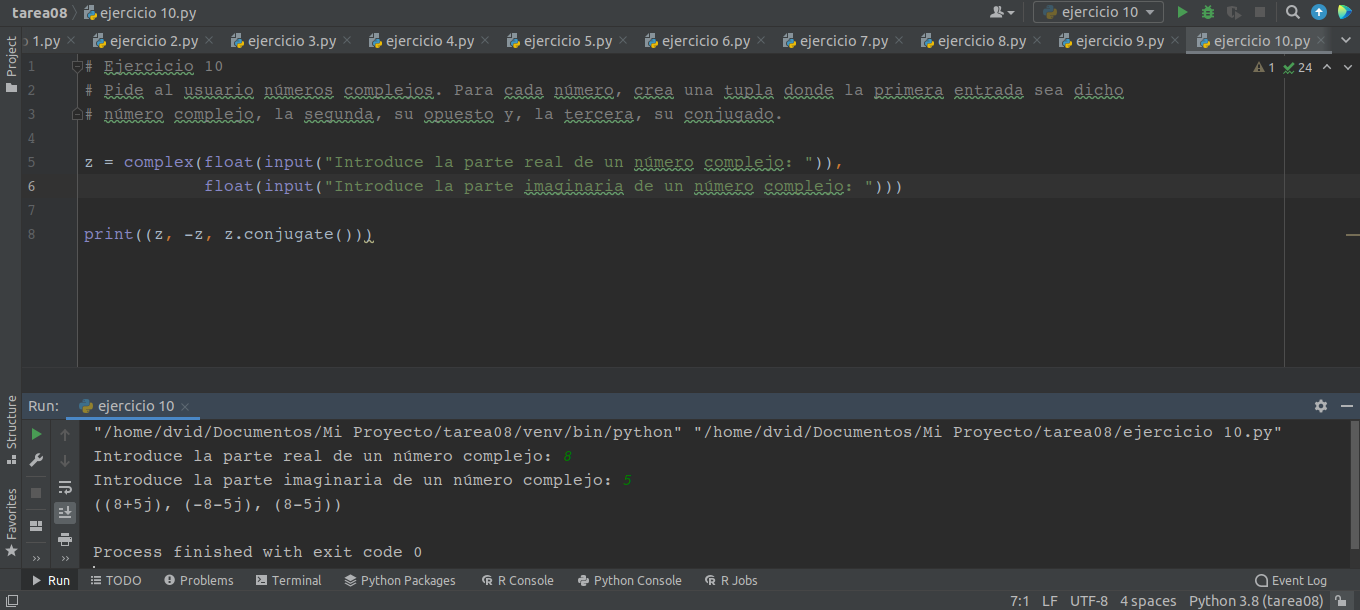 tarea08 ejercicio 10.py ejercicio 10
Project
1.py ejercicio 2.py ejercicio 3.py ejercicio 4.py ejercicio 5.py ejercicio 6.py ejercicio 7.py ejercicio 8.py ejercicio 9.py ejercicio 10.py
1 # Ejercicio 10
1 24
2 # Pide al usuario números complejos. Para cada número, crea una tupla donde la primera entrada sea dicho
3 # número complejo, la segunda, su opuesto y, la tercera, su conjugado.
4
5 z = complex(float(input("Introduce la parte real de un número complejo: ")),
6 float(input("Introduce la parte imaginaria de un número complejo: ")))
7
8 print((z, -z, z.conjugate()))
Structure
Favorites
Run: ejercicio 10
"/home/dvid/Documentos/Mi Proyecto/tarea08/venv/bin/python" "/home/dvid/Documentos/Mi Proyecto/tarea08/ejercicio 10.py"
Introduce la parte real de un número complejo: 8
Introduce la parte imaginaria de un número complejo: 5
((8+5j), (-8-5j), (8-5j))
Process finished with exit code 0
Run TODO Problems Terminal Python Packages R Console Python Console R Jobs Event Log
7:1 LF UTF-8 4 spaces Python 3.8 (tarea08)